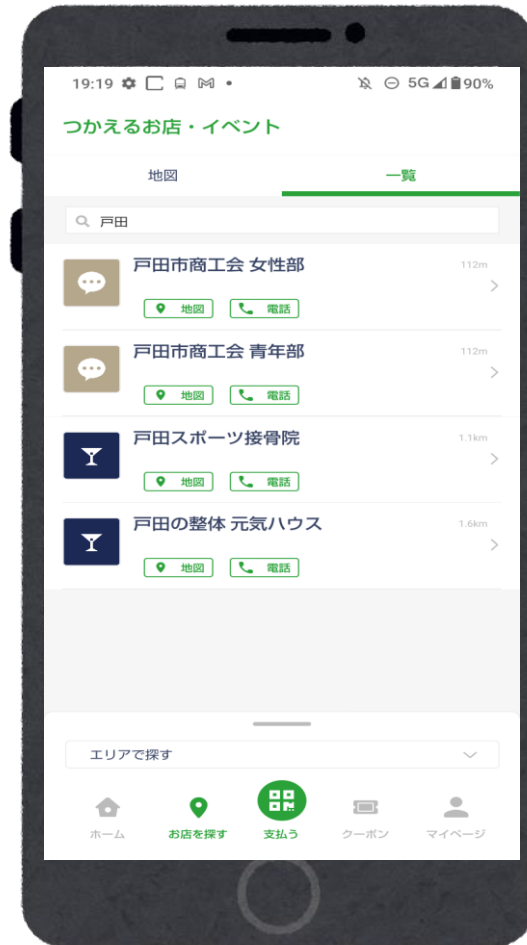 19:19 5G 90%
つかえるお店・イベント
地図 一覧
戸田
戸田市商工会 女性部 112m
地図 電話
戸田市商工会 青年部 112m
地図 電話
戸田スポーツ接骨院 1.1km
地図 電話
戸田の整体 元気ハウス 1.6km
地図 電話
エリアで探す
ホーム お店を探す 支払う クーポン マイページ